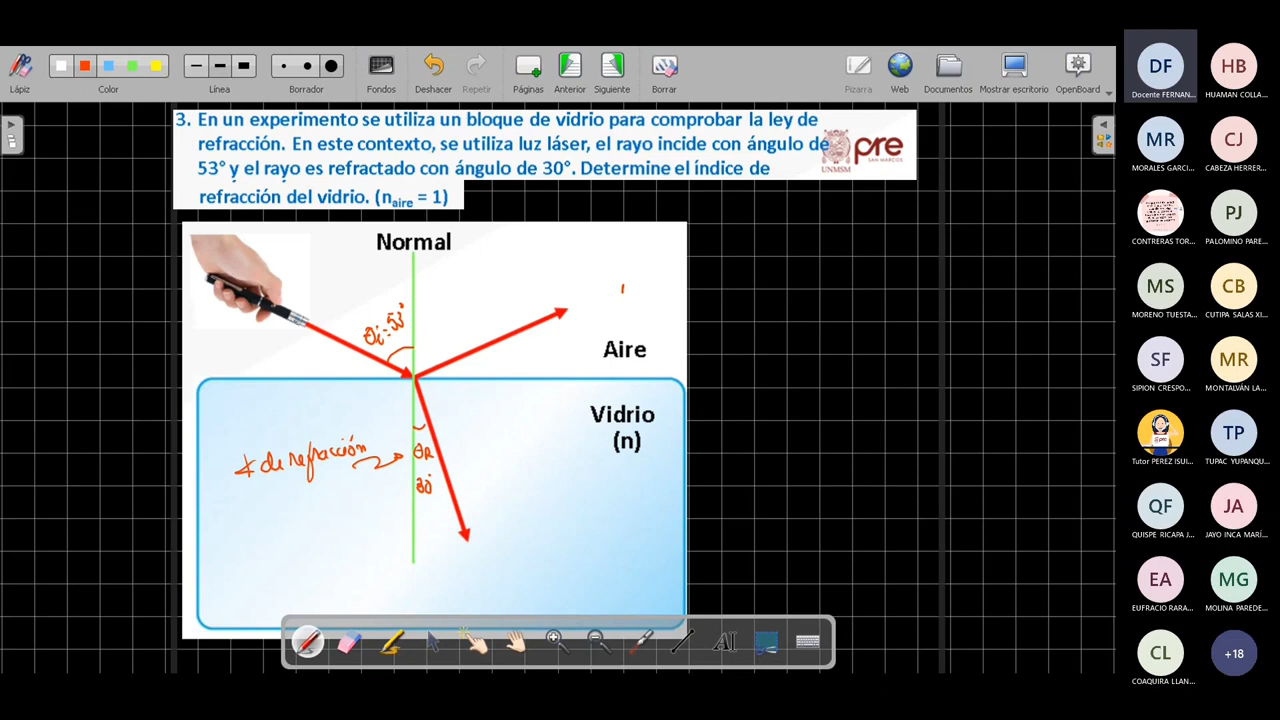 Lápiz
Color
Línea
Borrador
Fondos
Deshacer
Repetir
Páginas
Anterior
Siguiente
Borrar
Pizarra
Web
Documentos
Mostrar escritorio
OpenBoard
3. En un experimento se utiliza un bloque de vidrio para comprobar la ley de
refracción. En este contexto, se utiliza luz láser, el rayo incide con ángulo de
53° y el rayo es refractado con ángulo de 30°. Determine el índice de
refracción del vidrio. (naire = 1)
pre
SAN MARCOS
UNMSM
Normal
θi=53°
Aire
Vidrio
(n)
∡ de refracción
θR
30°
AI
DF
Docente FERNAN...
HB
HUAMAN COLLA...
MR
MORALES GARCI...
CJ
CABEZA HERRER...
CONTRERAS TOR...
PJ
PALOMINO PARE...
MS
MORENO TUESTA...
CB
CUTIPA SALAS XI...
SF
SIPION CRESPO...
MR
MONTALVÁN LA...
Tutor PEREZ ISUI...
TP
TUPAC YUPANQU...
QF
QUISPE RICAPA J...
JA
JAYO INCA MARÍ...
EA
EUFRACIO RARA...
MG
MOLINA PAREDE...
CL
COAQUIRA LLAN...
+18